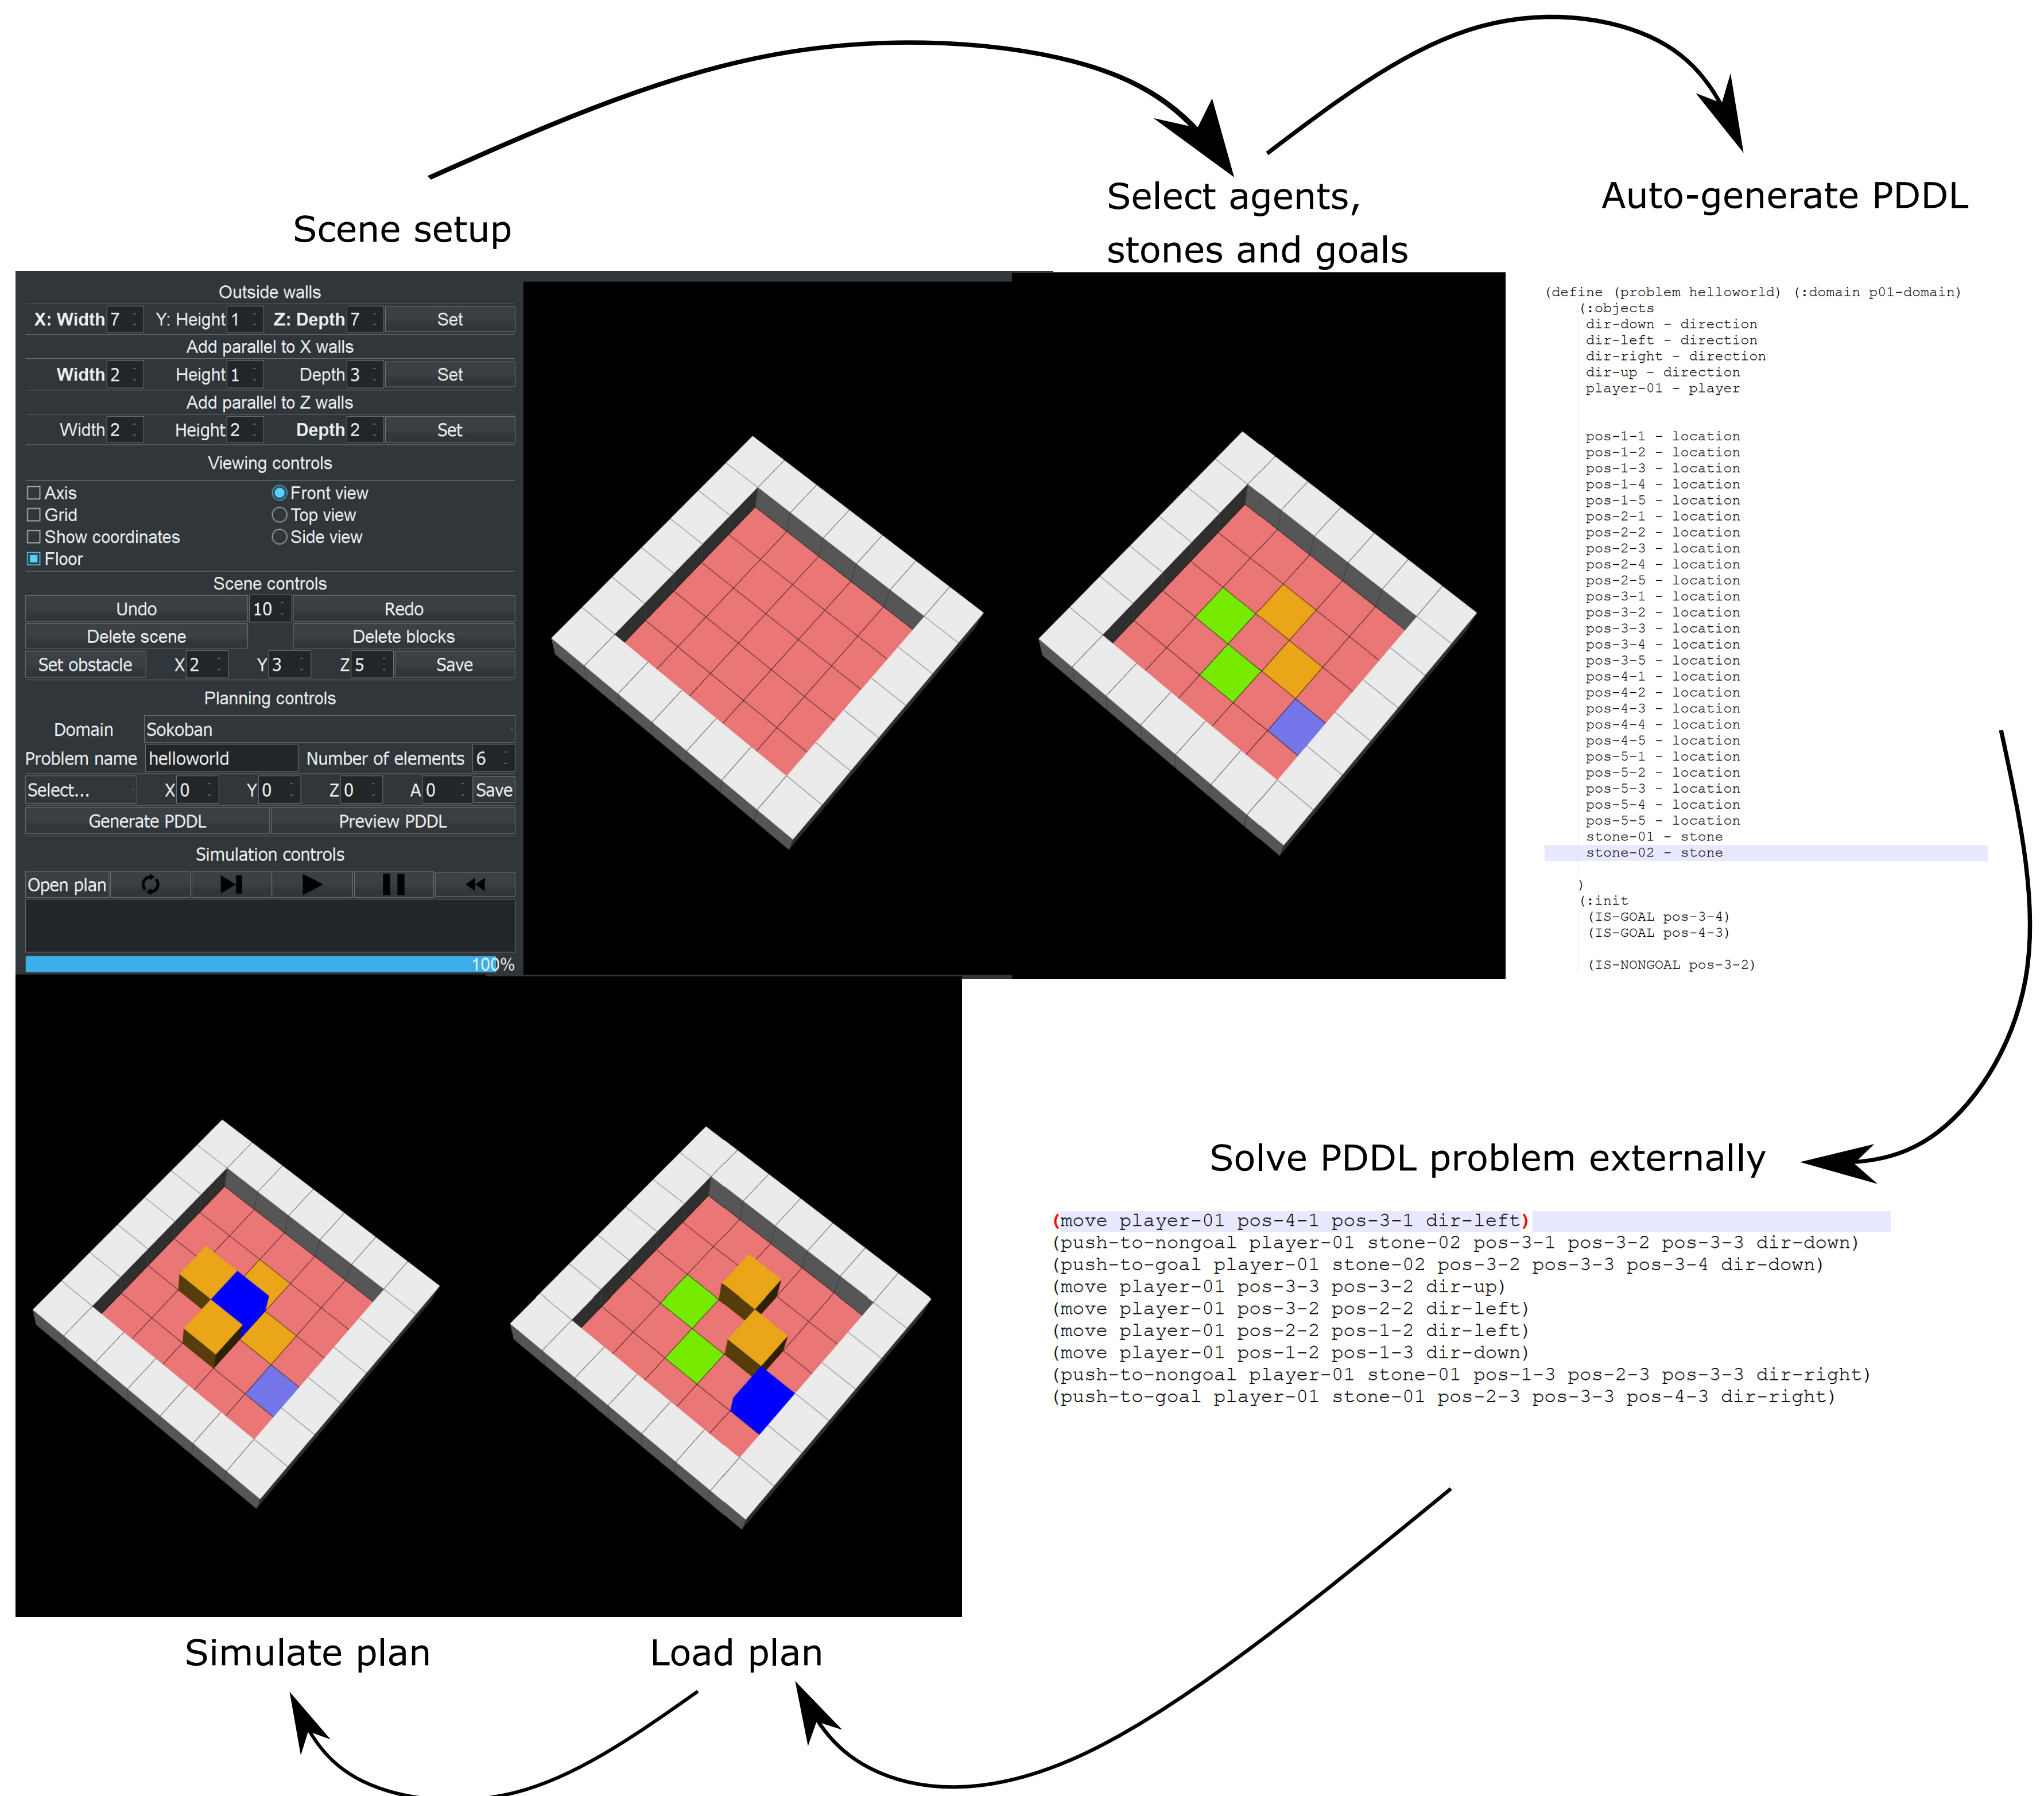 Scene setup
Select agents,
stones and goals
Auto-generate PDDL
Outside walls
X: Width 7 Y: Height 1 Z: Depth 7 Set
Add parallel to X walls
Width 2 Height 1 Depth 3 Set
Add parallel to Z walls
Width 2 Height 2 Depth 2 Set
Viewing controls
Axis Front view
Grid Top view
Show coordinates Side view
Floor
Scene controls
Undo 10 Redo
Delete scene Delete blocks
Set obstacle X 2 Y 3 Z 5 Save
Planning controls
Domain Sokoban
Problem name helloworld Number of elements 6
Select... X 0 Y 0 Z 0 A 0 Save
Generate PDDL Preview PDDL
Simulation controls
Open plan
100%
(define (problem helloworld) (:domain p01-domain)
(:objects
dir-down - direction
dir-left - direction
dir-right - direction
dir-up - direction
player-01 - player
pos-1-1 - location
pos-1-2 - location
pos-1-3 - location
pos-1-4 - location
pos-1-5 - location
pos-2-1 - location
pos-2-2 - location
pos-2-3 - location
pos-2-4 - location
pos-2-5 - location
pos-3-1 - location
pos-3-2 - location
pos-3-3 - location
pos-3-4 - location
pos-3-5 - location
pos-4-1 - location
pos-4-2 - location
pos-4-3 - location
pos-4-4 - location
pos-4-5 - location
pos-5-1 - location
pos-5-2 - location
pos-5-3 - location
pos-5-4 - location
pos-5-5 - location
stone-01 - stone
stone-02 - stone
)
(:init
(IS-GOAL pos-3-4)
(IS-GOAL pos-4-3)
(IS-NONGOAL pos-3-2)
Solve PDDL problem externally
(move player-01 pos-4-1 pos-3-1 dir-left)
(push-to-nongoal player-01 stone-02 pos-3-1 pos-3-2 pos-3-3 dir-down)
(push-to-goal player-01 stone-02 pos-3-2 pos-3-3 pos-3-4 dir-down)
(move player-01 pos-3-3 pos-3-2 dir-up)
(move player-01 pos-3-2 pos-2-2 dir-left)
(move player-01 pos-2-2 pos-1-2 dir-left)
(move player-01 pos-1-2 pos-1-3 dir-down)
(push-to-nongoal player-01 stone-01 pos-1-3 pos-2-3 pos-3-3 dir-right)
(push-to-goal player-01 stone-01 pos-2-3 pos-3-3 pos-4-3 dir-right)
Simulate plan
Load plan